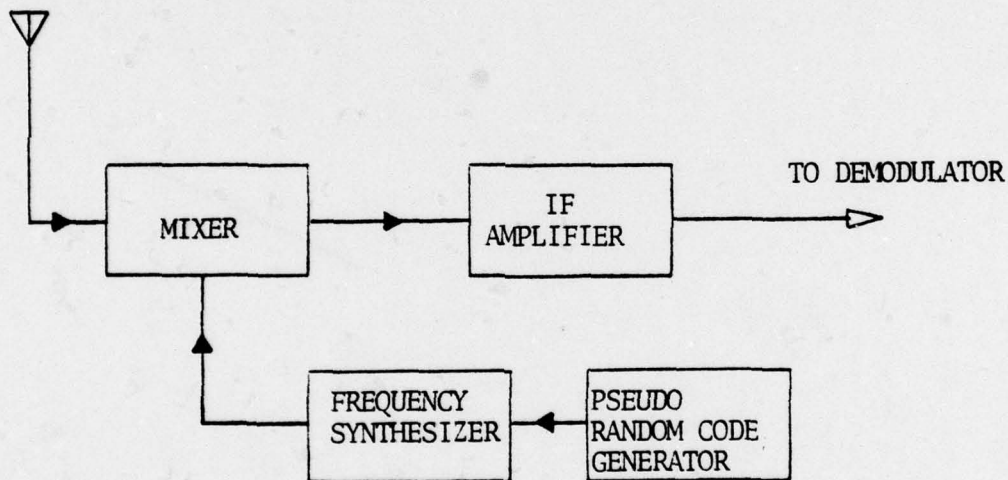 TO DEMODULATOR
MIXER
IF
AMPLIFIER
FREQUENCY
SYNTHESIZER
PSEUDO
RANDOM CODE
GENERATOR